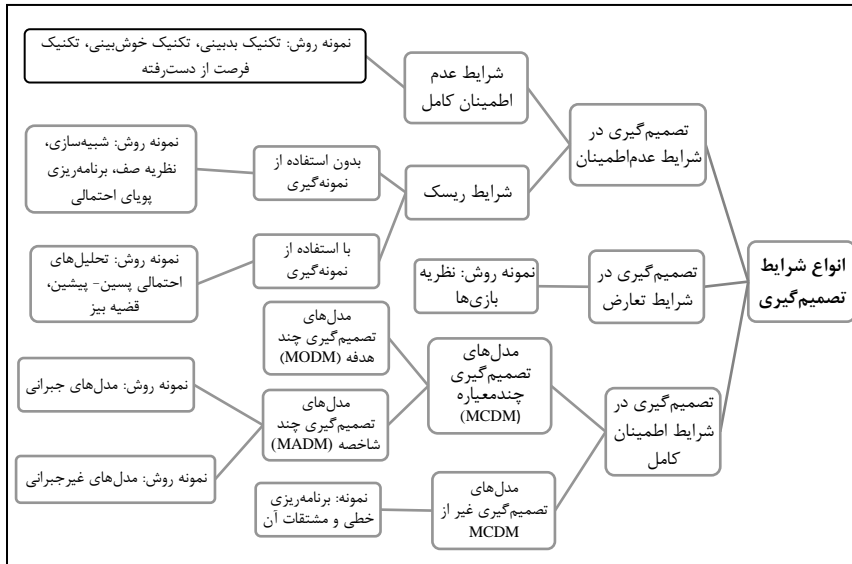 انواع شرایط
تصمیم‌گیری
تصمیم‌گیری در
شرایط عدم‌اطمینان
شرایط عدم
اطمینان کامل
نمونه روش: تکنیک بدبینی، تکنیک خوش‌بینی، تکنیک
فرصت از دست‌رفته
شرایط ریسک
بدون استفاده از
نمونه‌گیری
نمونه روش: شبیه‌سازی،
نظریه صف، برنامه‌ریزی
پویای احتمالی
با استفاده از
نمونه‌گیری
نمونه روش: تحلیل‌های
احتمالی پسین- پیشین،
قضیه بیز
تصمیم‌گیری در
شرایط تعارض
نمونه روش: نظریه
بازی‌ها
تصمیم‌گیری در
شرایط اطمینان
کامل
مدل‌های
تصمیم‌گیری
چندمعیاره
(MCDM)
مدل‌های
تصمیم‌گیری چند
هدفه (MODM)
مدل‌های
تصمیم‌گیری چند
شاخصه (MADM)
نمونه روش: مدل‌های جبرانی
نمونه روش: مدل‌های غیرجبرانی
مدل‌های
تصمیم‌گیری غیر از
MCDM
نمونه: برنامه‌ریزی
خطی و مشتقات آن